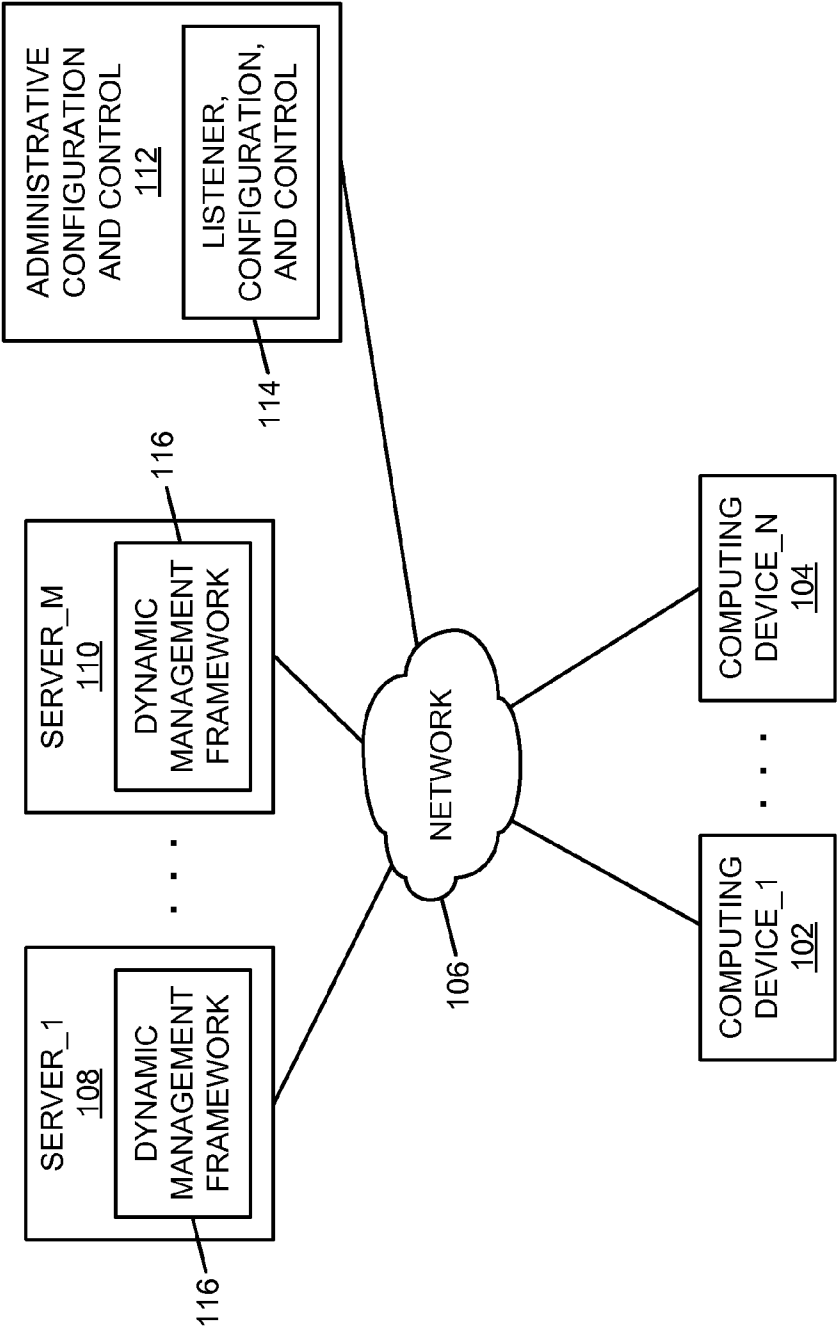 SERVER_1
108
DYNAMIC
MANAGEMENT
FRAMEWORK
116
. . .
SERVER_M
110
DYNAMIC
MANAGEMENT
FRAMEWORK
116
ADMINISTRATIVE
CONFIGURATION
AND CONTROL
112
LISTENER,
CONFIGURATION,
AND CONTROL
114
NETWORK
106
COMPUTING
DEVICE_1
102
. . .
COMPUTING
DEVICE_N
104